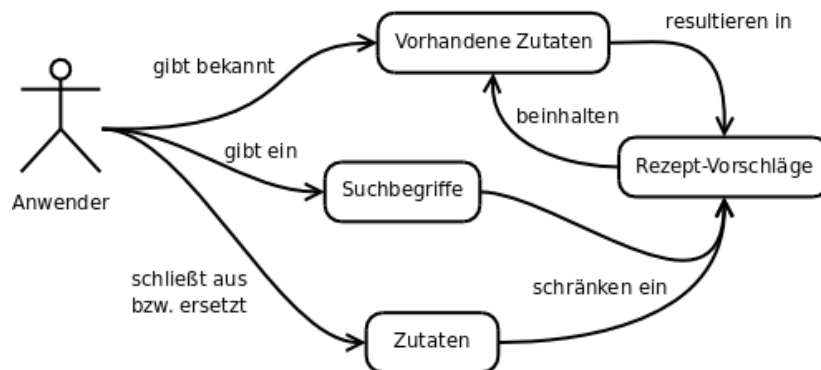 resultieren in
Vorhandene Zutaten
gibt bekannt
beinhalten
gibt ein
Rezept-Vorschläge
Suchbegriffe
Anwender
schließt aus
bzw. ersetzt
schränken ein
Zutaten